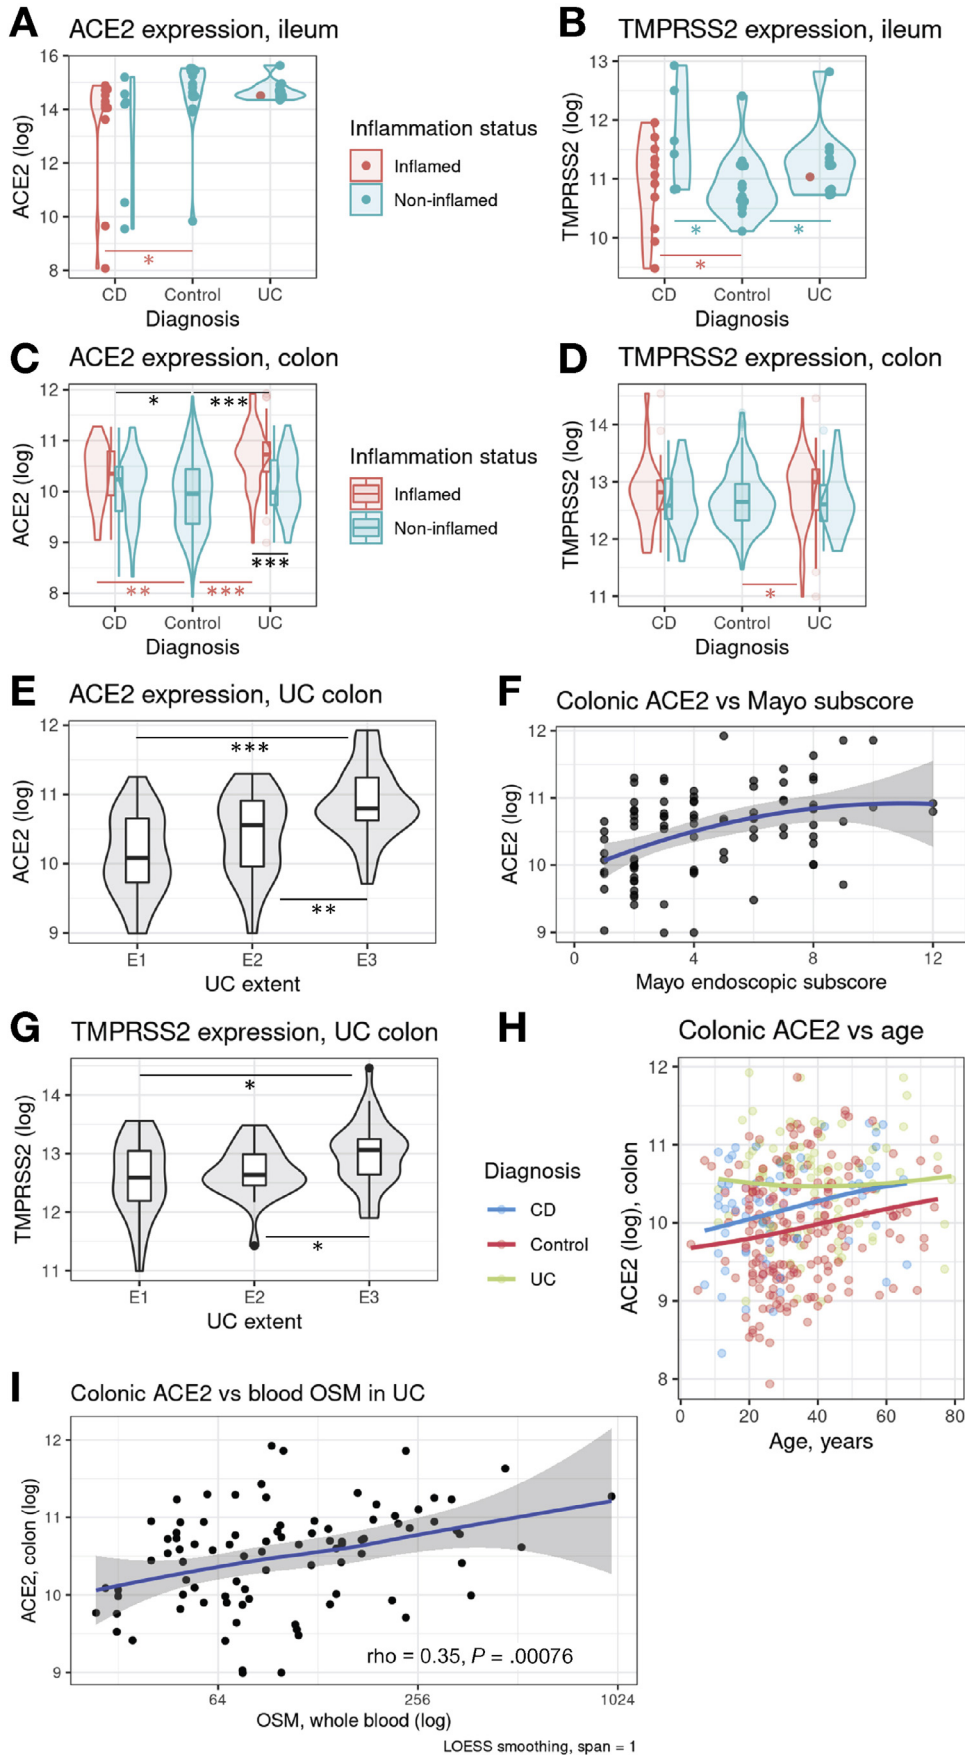 A
ACE2 expression, ileum
16
14
12
10
8
ACE2 (log)
*
CD
Control
UC
Diagnosis
Inflammation status
Inflamed
Non-inflamed
B
TMPRSS2 expression, ileum
13
12
11
10
TMPRSS2 (log)
*
*
*
CD
Control
UC
Diagnosis
C
ACE2 expression, colon
12
11
10
9
8
ACE2 (log)
*
***
***
**
***
CD
Control
UC
Diagnosis
Inflammation status
Inflamed
Non-inflamed
D
TMPRSS2 expression, colon
14
13
12
11
TMPRSS2 (log)
*
CD
Control
UC
Diagnosis
E
ACE2 expression, UC colon
12
11
10
9
ACE2 (log)
***
**
E1
E2
E3
UC extent
F
Colonic ACE2 vs Mayo subscore
12
11
10
9
ACE2 (log)
0
4
8
12
Mayo endoscopic subscore
G
TMPRSS2 expression, UC colon
14
13
12
11
TMPRSS2 (log)
*
*
E1
E2
E3
UC extent
H
Colonic ACE2 vs age
Diagnosis
CD
Control
UC
12
11
10
9
8
ACE2 (log), colon
0
20
40
60
80
Age, years
I
Colonic ACE2 vs blood OSM in UC
12
11
10
9
ACE2, colon (log)
rho = 0.35, P = .00076
64
256
1024
OSM, whole blood (log)
LOESS smoothing, span = 1